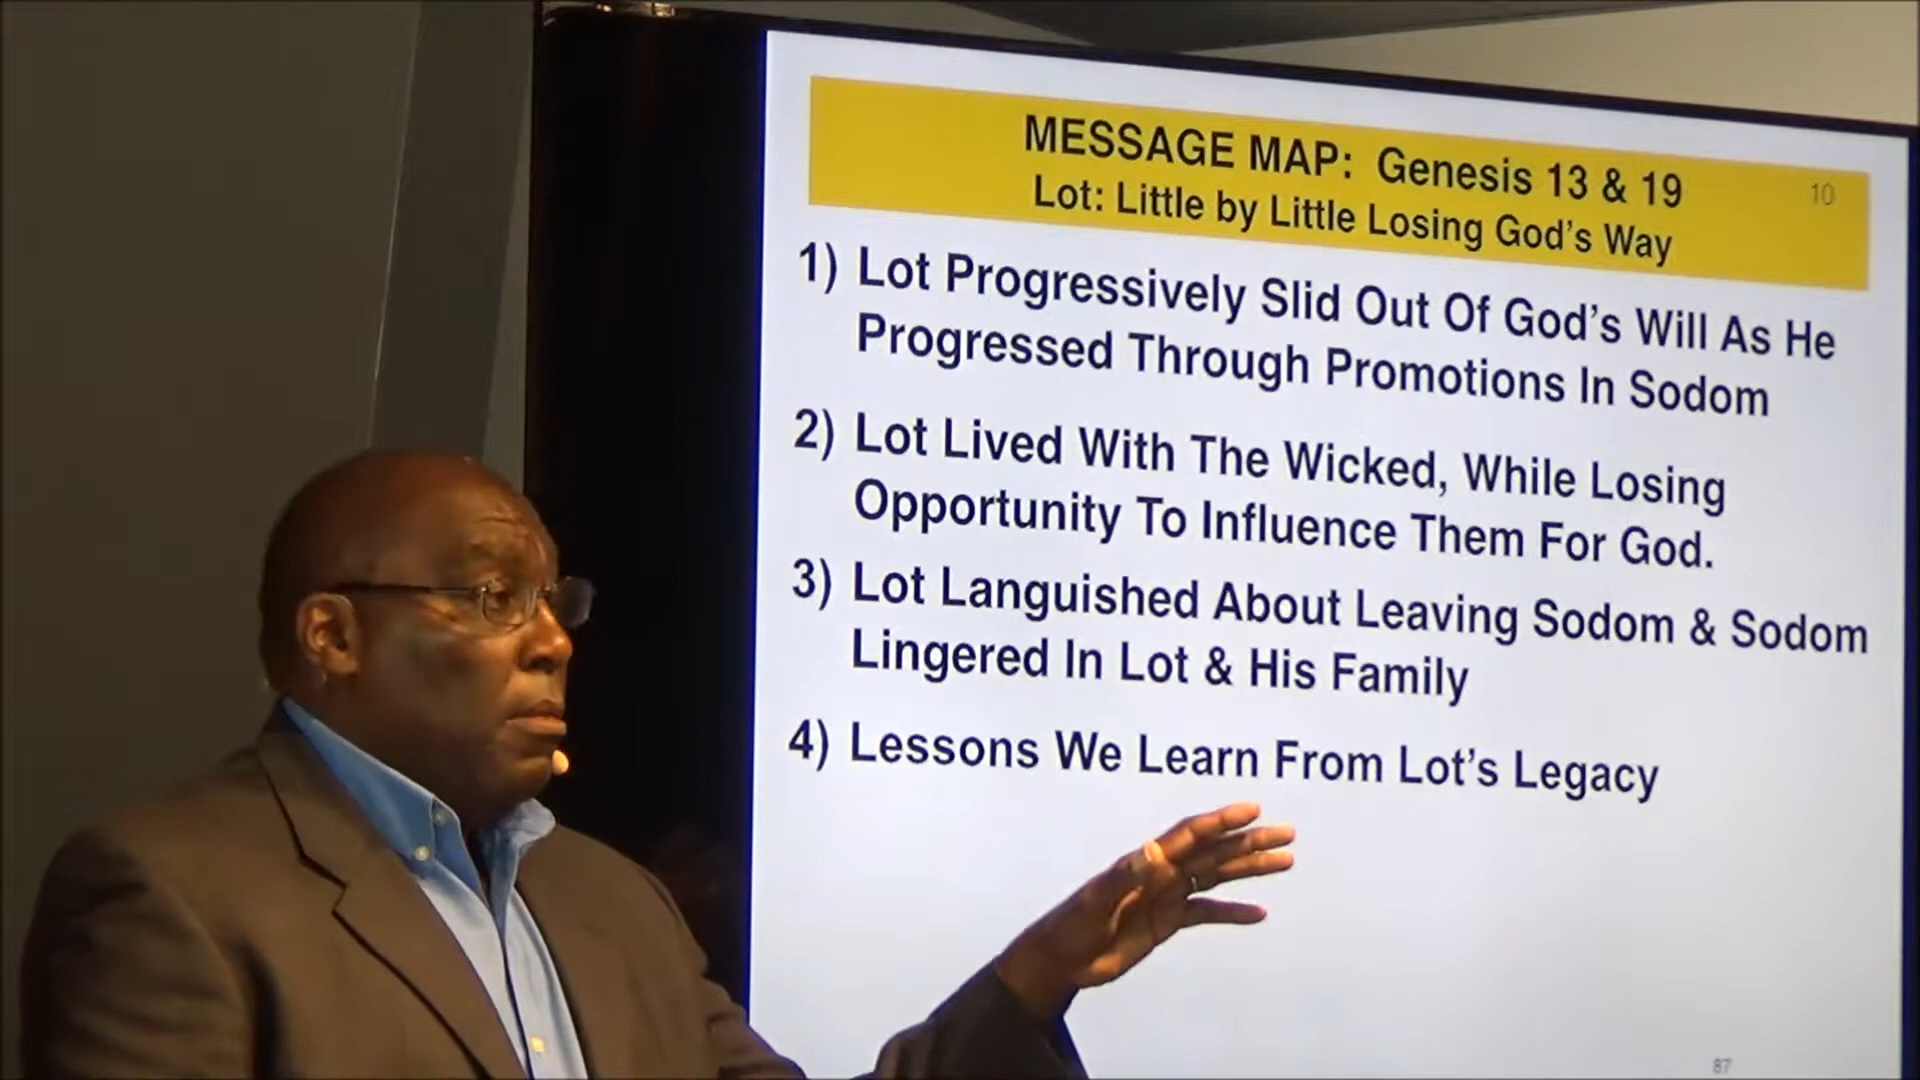 MESSAGE MAP: Genesis 13 & 19
10
Lot: Little by Little Losing God's Way
1) Lot Progressively Slid Out Of God's Will As He
Progressed Through Promotions In Sodom
2) Lot Lived With The Wicked, While Losing
Opportunity To Influence Them For God.
3) Lot Languished About Leaving Sodom & Sodom
Lingered In Lot & His Family
4) Lessons We Learn From Lot's Legacy
87